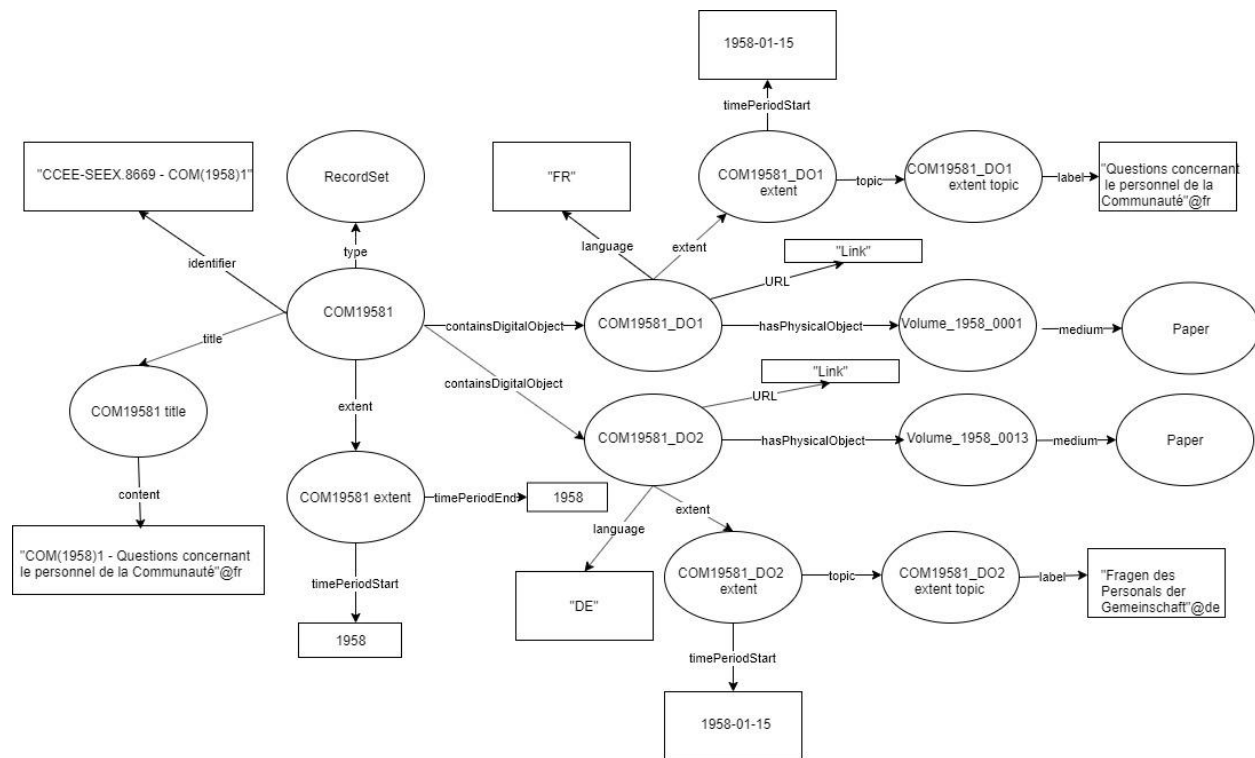 1958-01-15
timePeriodStart
"CCEE-SEEX.8669 - COM(1958)1"
RecordSet
"FR"
COM19581_DO1
extent
topic
COM19581_DO1
extent topic
label
"Questions concernant
le personnel de la
Communauté"@fr
identifier
type
language
extent
"Link"
URL
COM19581
containsDigitalObject
COM19581_DO1
hasPhysicalObject
Volume_1958_0001
medium
Paper
title
containsDigitalObject
"Link"
URL
COM19581 title
extent
COM19581_DO2
hasPhysicalObject
Volume_1958_0013
medium
Paper
content
COM19581 extent
timePeriodEnd
1958
language
extent
"COM(1958)1 - Questions concernant
le personnel de la Communauté"@fr
timePeriodStart
1958
"DE"
COM19581_DO2
extent
topic
COM19581_DO2
extent topic
label
"Fragen des
Personals der
Gemeinschaft"@de
timePeriodStart
1958-01-15